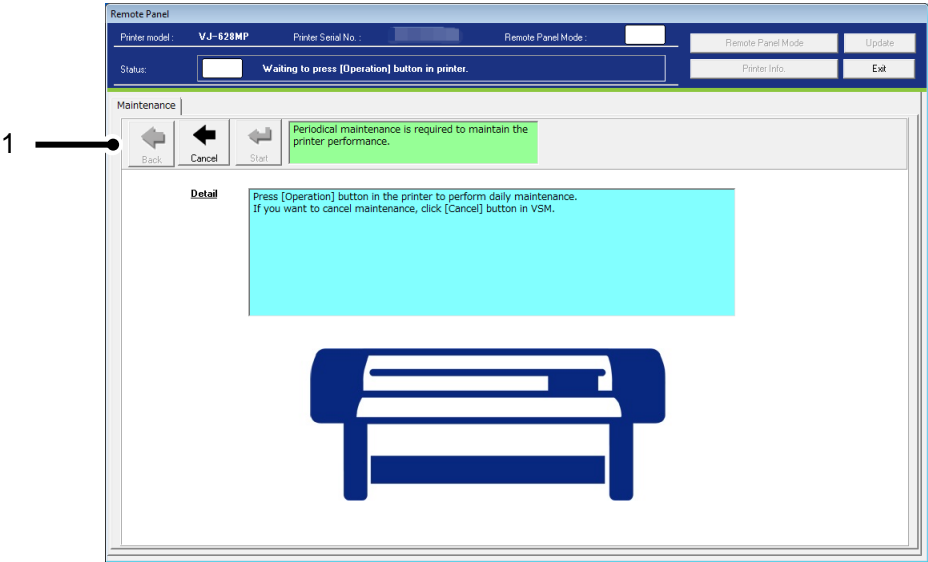 Remote Panel
Printer model : VJ-628MP Printer Serial No. : Remote Panel Mode :
Remote Panel Mode Update
Status: Waiting to press [Operation] button in printer.
Printer Info. Exit
Maintenance
1
Back Cancel Start
Periodical maintenance is required to maintain the
printer performance.
Detail
Press [Operation] button in the printer to perform daily maintenance.
If you want to cancel maintenance, click [Cancel] button in VSM.